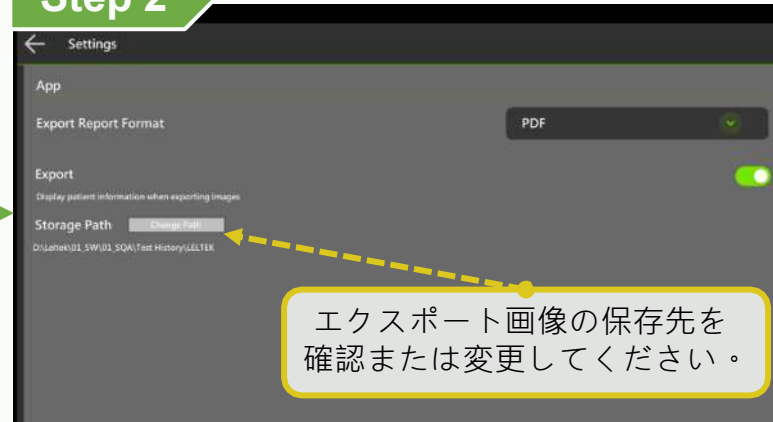 Step 2
Settings
App
Export Report Format
PDF
Export
Display patient information when exporting images
Storage Path
Change Path
D:\Leltek\01_SW\01_SQA\Test History\LELTEK
エクスポート画像の保存先を
確認または変更してください。